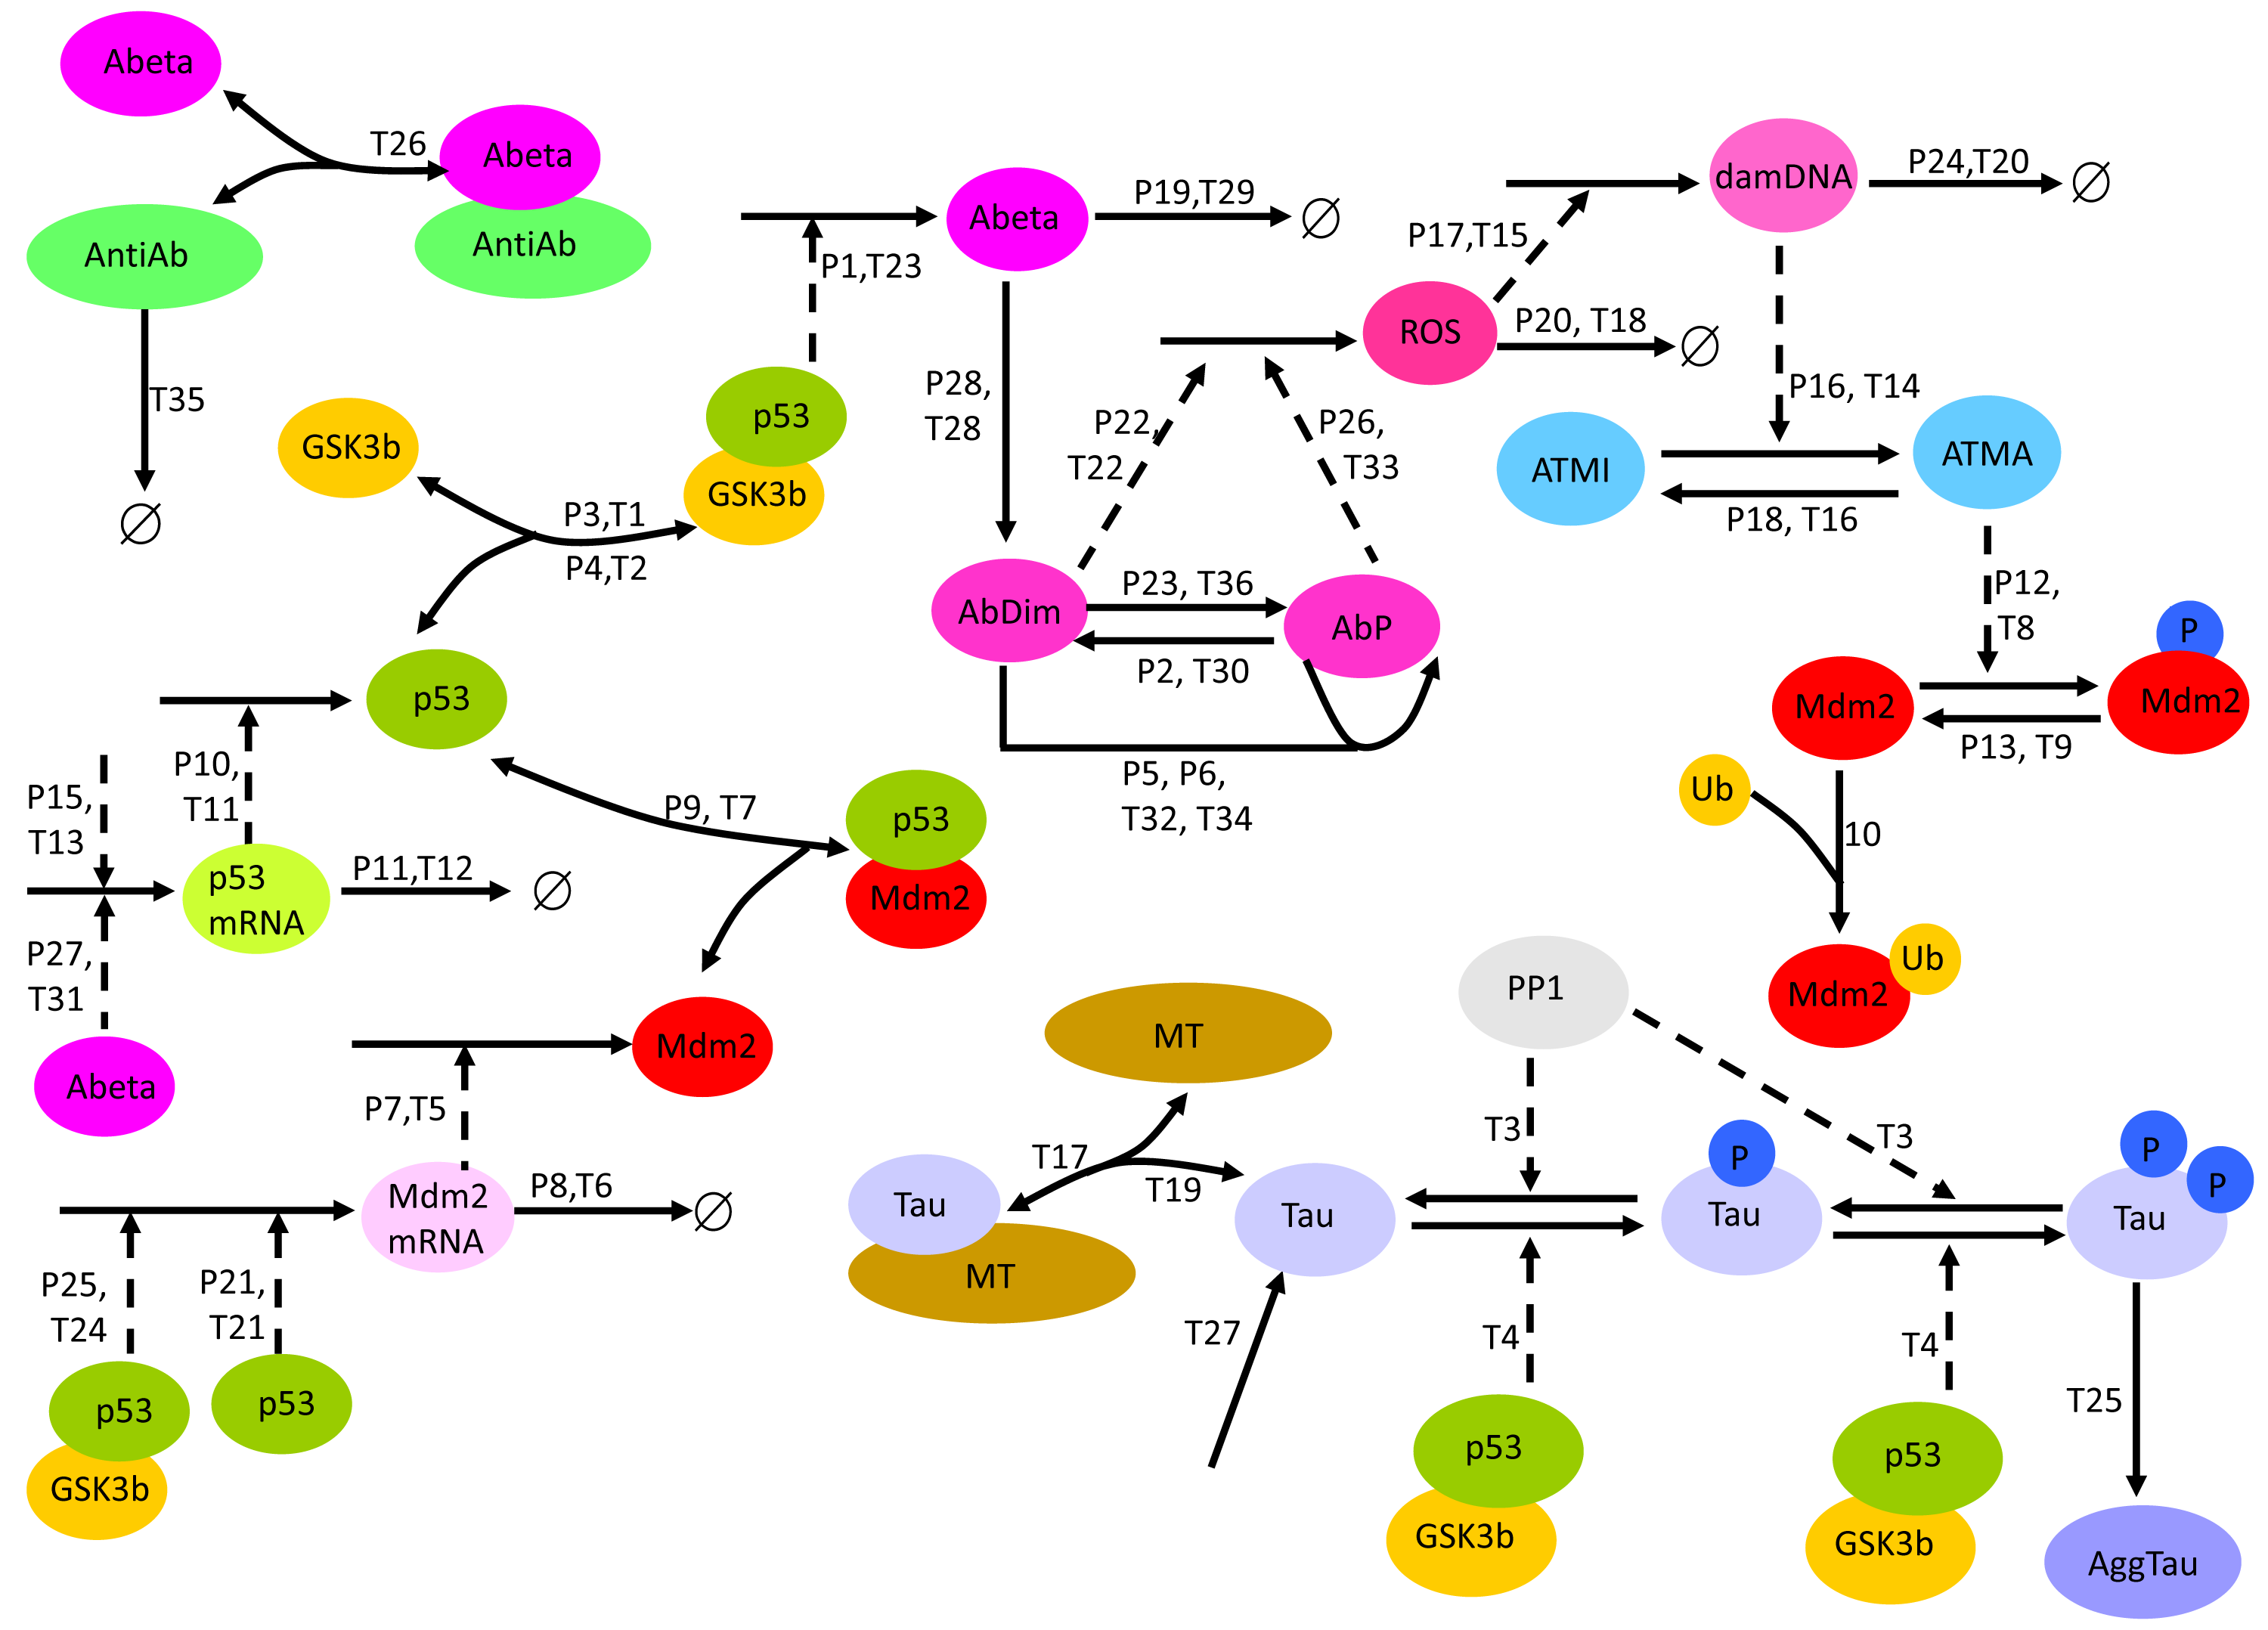 Abeta
T26
Abeta
AntiAb
AntiAb
T35
∅
GSK3b
P3,T1
P4,T2
p53
GSK3b
P1,T23
Abeta
P19,T29
∅
P28,
T28
P22,
T22
P26,
T33
ROS
P17,T15
P20, T18
∅
damDNA
P24,T20
∅
P16, T14
ATMI
ATMA
P18, T16
P12,
T8
AbDim
P23, T36
AbP
P2, T30
P5, P6,
T32, T34
P
Mdm2
Mdm2
P13, T9
Ub
10
Ub
Mdm2
p53
P10,
T11
P15,
T13
p53
mRNA
P11,T12
∅
P27,
T31
Abeta
P9, T7
p53
Mdm2
Mdm2
P7,T5
Mdm2
mRNA
P8,T6
∅
P25,
T24
P21,
T21
p53
GSK3b
p53
MT
T17
T19
Tau
MT
Tau
T27
PP1
T3
T3
P
Tau
P
P
Tau
T4
p53
GSK3b
T4
p53
GSK3b
T25
AggTau